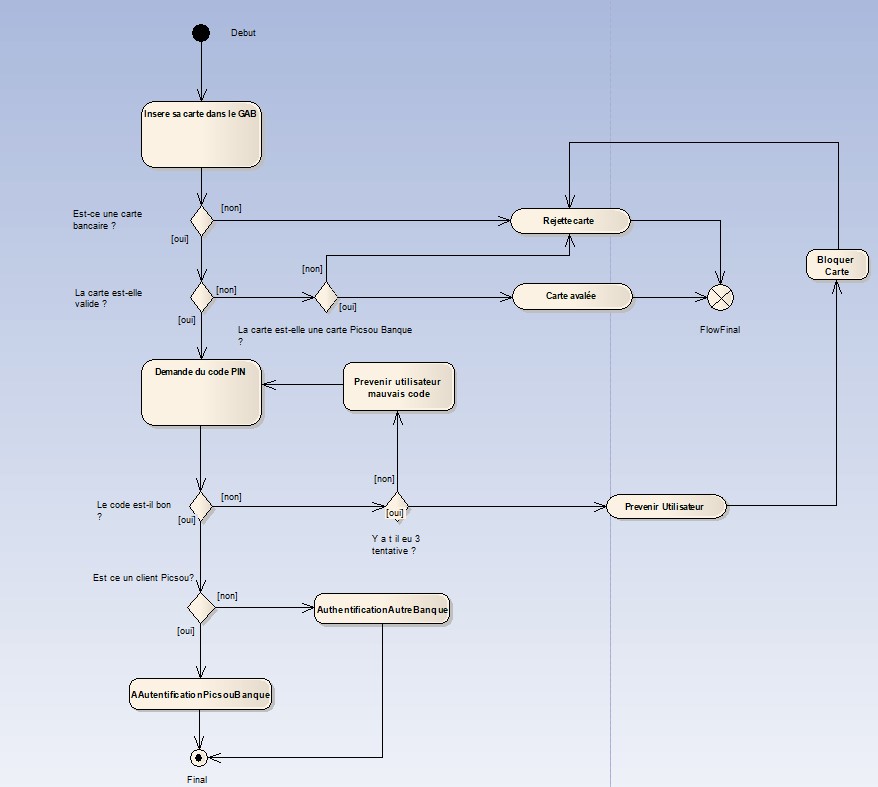 Debut
Insere sa carte dans le GAB
Est-ce une carte
bancaire ?
[non]
[oui]
Rejette carte
Bloquer
Carte
La carte est-elle
valide ?
[non]
[oui]
[non]
[oui]
La carte est-elle une carte Picsou Banque
?
Carte avalée
FlowFinal
Demande du code PIN
Prevenir utilisateur
mauvais code
Le code est-il bon
?
[non]
[oui]
[non]
[oui]
Y a t il eu 3
tentative ?
Prevenir Utilisateur
Est ce un client Picsou?
[non]
[oui]
AuthentificationAutreBanque
AAutentificationPicsouBanque
Final